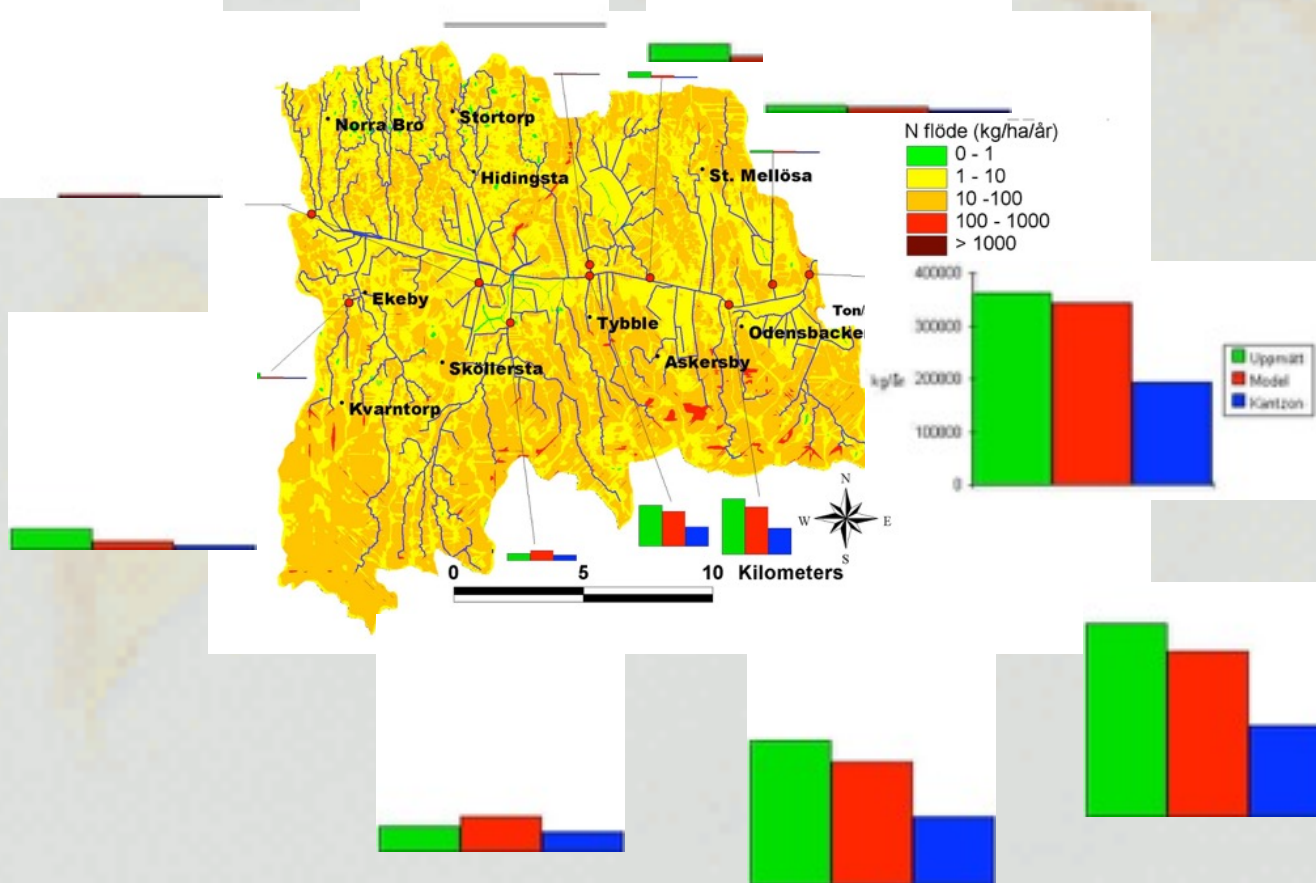 N flöde (kg/ha/år)
0 - 1
1 - 10
10 -100
100 - 1000
> 1000
Norra Bro
Stortorp
Hidingsta
St. Mellösa
Ekeby
Tybble
Ton/
Odensbacke
Sköllersta
Askersby
Kvarntorp
400000
300000
kg/år
200000
100000
0
Uppmätt
Model
Kantzon
N
W
E
S
0
5
10 Kilometers